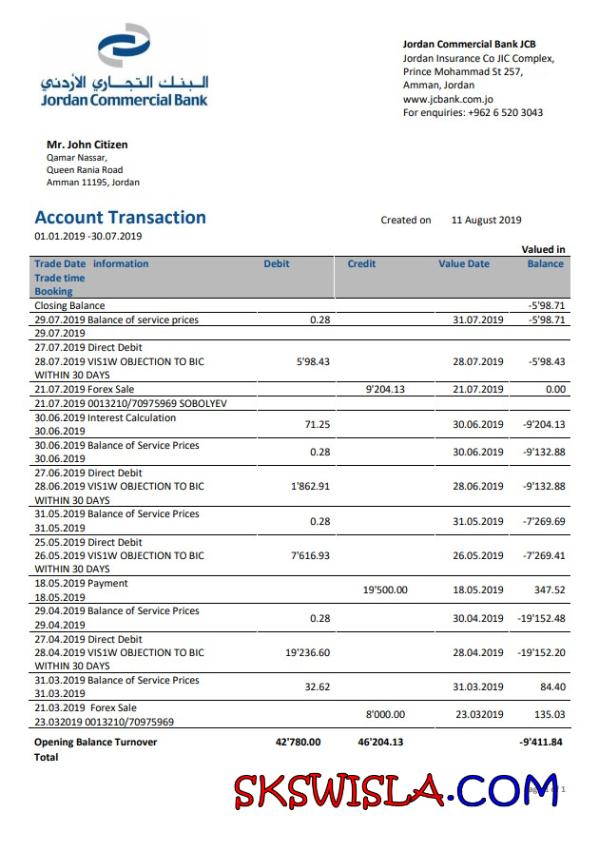 البنك التجاري الأردني
Jordan Commercial Bank
Jordan Commercial Bank JCB
Jordan Insurance Co JIC Complex,
Prince Mohammad St 257,
Amman, Jordan
www.jcbank.com.jo
For enquiries: +962 6 520 3043
Mr. John Citizen
Qamar Nassar,
Queen Rania Road
Amman 11195, Jordan
Account Transaction
Created on 11 August 2019
01.01.2019 -30.07.2019
Valued in
Trade Date information Debit Credit Value Date Balance
Trade time
Booking
Closing Balance -5'98.71
29.07.2019 Balance of service prices 0.28 31.07.2019 -5'98.71
29.07.2019
27.07.2019 Direct Debit
28.07.2019 VIS1W OBJECTION TO BIC 5'98.43 28.07.2019 -5'98.43
WITHIN 30 DAYS
21.07.2019 Forex Sale 9'204.13 21.07.2019 0.00
21.07.2019 0013210/70975969 SOBOLYEV
30.06.2019 Interest Calculation 71.25 30.06.2019 -9'204.13
30.06.2019
30.06.2019 Balance of Service Prices 0.28 30.06.2019 -9'132.88
30.06.2019
27.06.2019 Direct Debit
28.06.2019 VIS1W OBJECTION TO BIC 1'862.91 28.06.2019 -9'132.88
WITHIN 30 DAYS
31.05.2019 Balance of Service Prices 0.28 31.05.2019 -7'269.69
31.05.2019
25.05.2019 Direct Debit
26.05.2019 VIS1W OBJECTION TO BIC 7'616.93 26.05.2019 -7'269.41
WITHIN 30 DAYS
18.05.2019 Payment 19'500.00 18.05.2019 347.52
18.05.2019
29.04.2019 Balance of Service Prices 0.28 30.04.2019 -19'152.48
29.04.2019
27.04.2019 Direct Debit
28.04.2019 VIS1W OBJECTION TO BIC 19'236.60 28.04.2019 -19'152.20
WITHIN 30 DAYS
31.03.2019 Balance of Service Prices 32.62 31.03.2019 84.40
31.03.2019
21.03.2019 Forex Sale 8'000.00 23.032019 135.03
23.032019 0013210/70975969
Opening Balance Turnover 42'780.00 46'204.13 -9'411.84
Total
SKSWISLA.COM